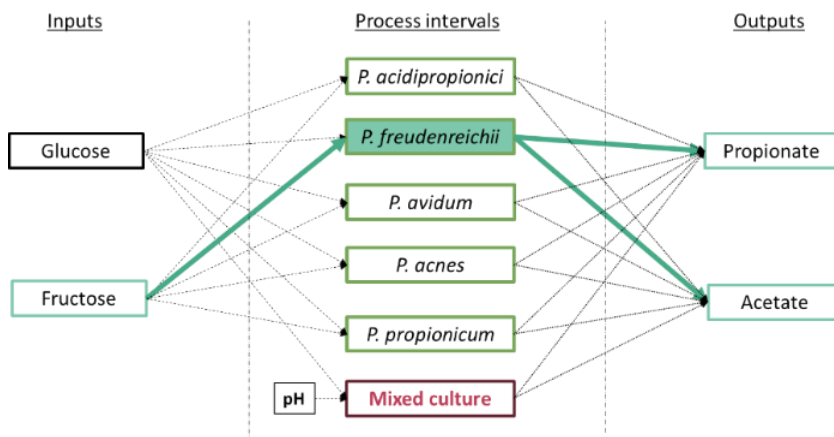 Inputs
Process intervals
Outputs
P. acidipropionici
Glucose
P. freudenreichii
Propionate
P. avidum
P. acnes
Fructose
Acetate
P. propionicum
pH
Mixed culture